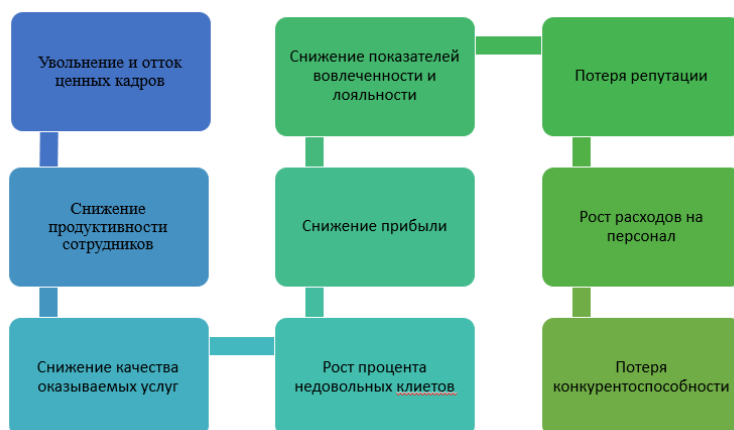 Увольнение и отток
ценных кадров
Снижение
продуктивности
сотрудников
Снижение качества
оказываемых услуг
Рост процента
недовольных клиетов
Снижение прибыли
Снижение показателей
вовлеченности и
лояльности
Потеря репутации
Рост расходов на
персонал
Потеря
конкурентоспособности